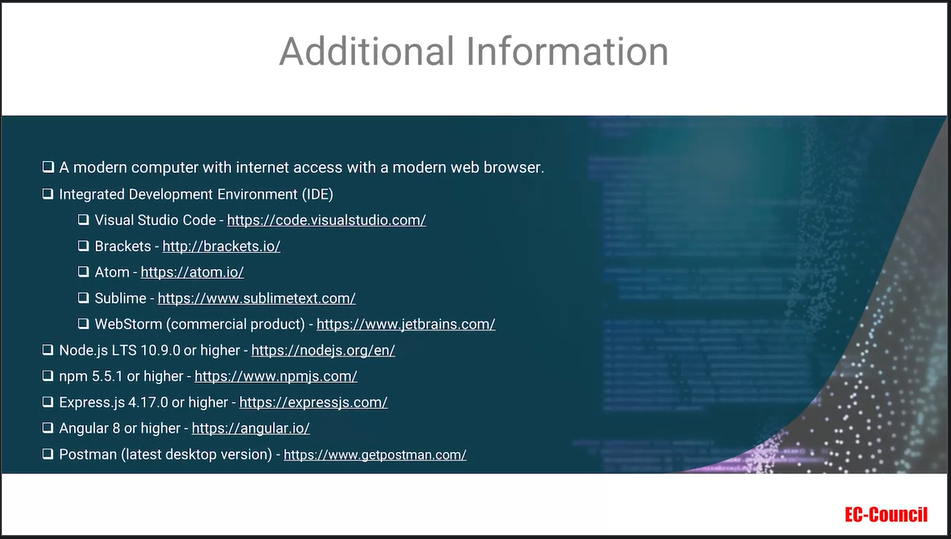 Additional Information
❑ A modern computer with internet access with a modern web browser.
❑ Integrated Development Environment (IDE)
❑ Visual Studio Code - https://code.visualstudio.com/
❑ Brackets - http://brackets.io/
❑ Atom - https://atom.io/
❑ Sublime - https://www.sublimetext.com/
❑ WebStorm (commercial product) - https://www.jetbrains.com/
❑ Node.js LTS 10.9.0 or higher - https://nodejs.org/en/
❑ npm 5.5.1 or higher - https://www.npmjs.com/
❑ Express.js 4.17.0 or higher - https://expressjs.com/
❑ Angular 8 or higher - https://angular.io/
❑ Postman (latest desktop version) - https://www.getpostman.com/
EC-Council